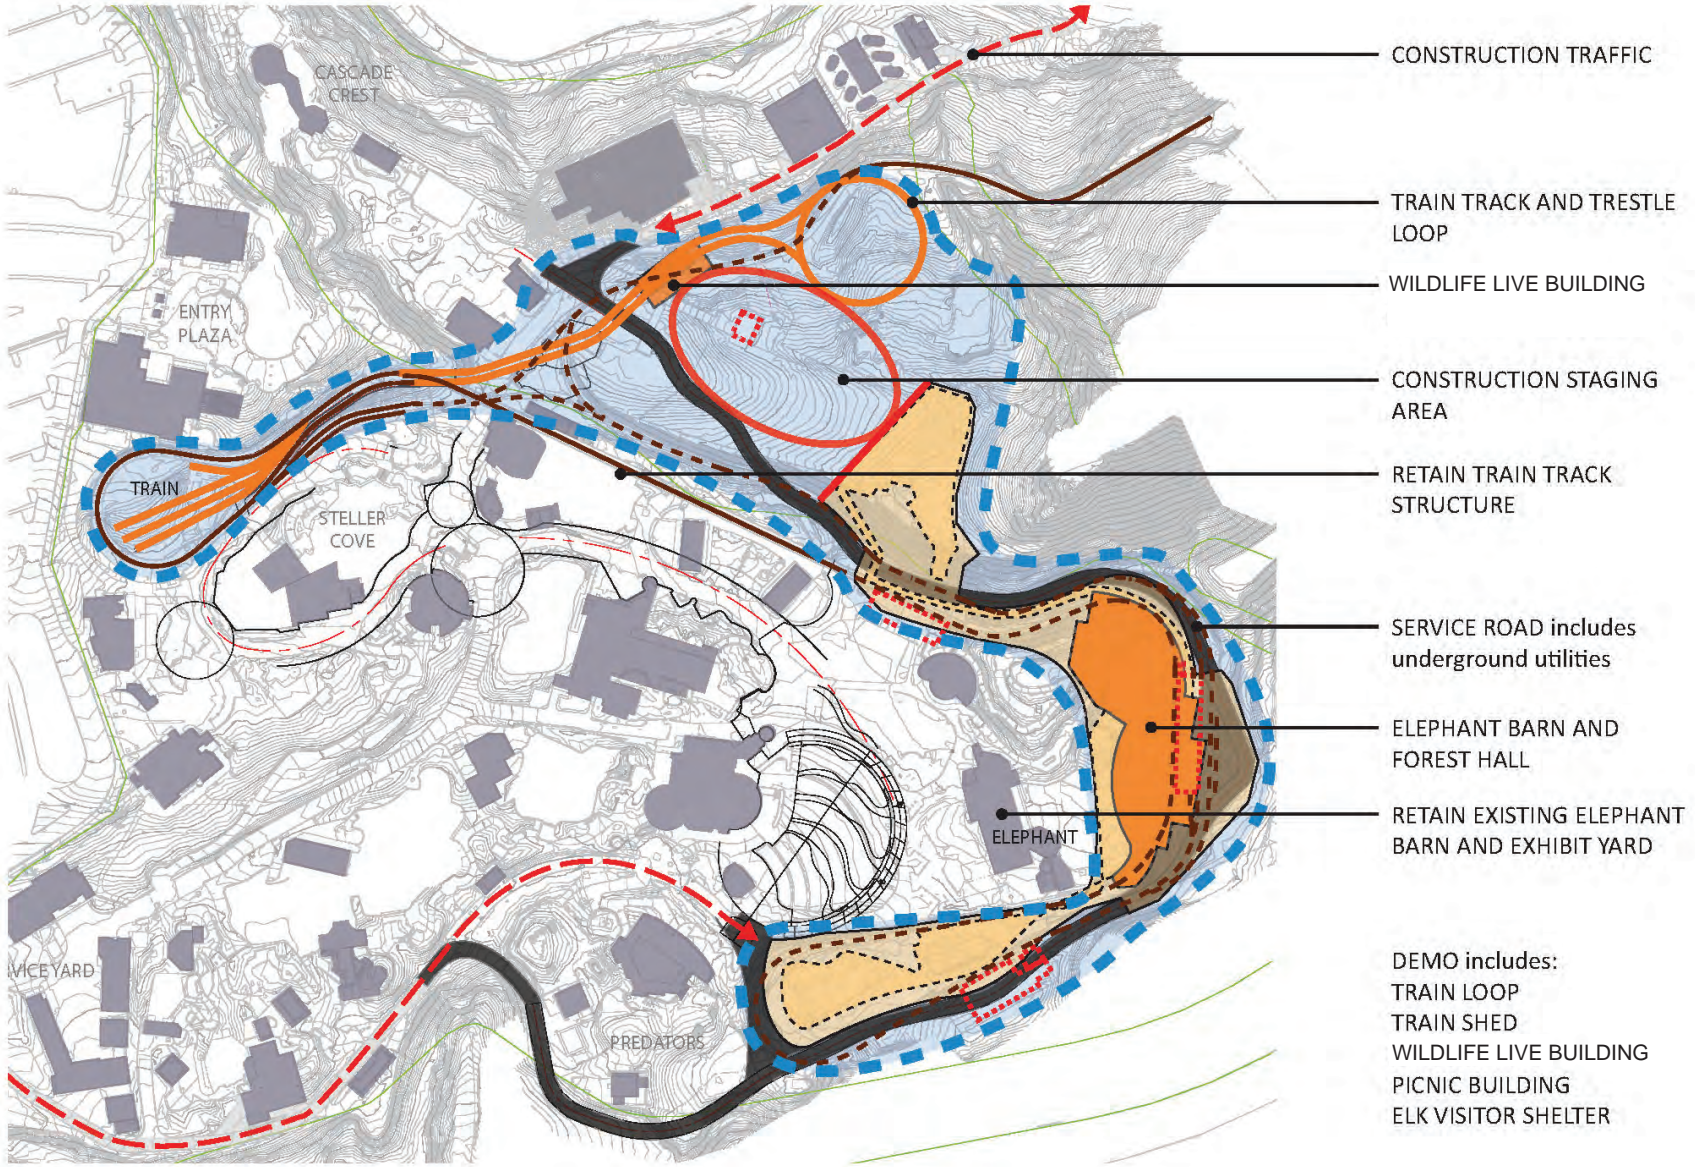 CONSTRUCTION TRAFFIC
CASCADE
CREST
TRAIN TRACK AND TRESTLE
LOOP
WILDLIFE LIVE BUILDING
ENTRY
PLAZA
CONSTRUCTION STAGING
AREA
RETAIN TRAIN TRACK
STRUCTURE
TRAIN
STELLER
COVE
SERVICE ROAD includes
underground utilities
ELEPHANT BARN AND
FOREST HALL
RETAIN EXISTING ELEPHANT
BARN AND EXHIBIT YARD
ELEPHANT
VICE YARD
PREDATORS
DEMO includes:
TRAIN LOOP
TRAIN SHED
WILDLIFE LIVE BUILDING
PICNIC BUILDING
ELK VISITOR SHELTER